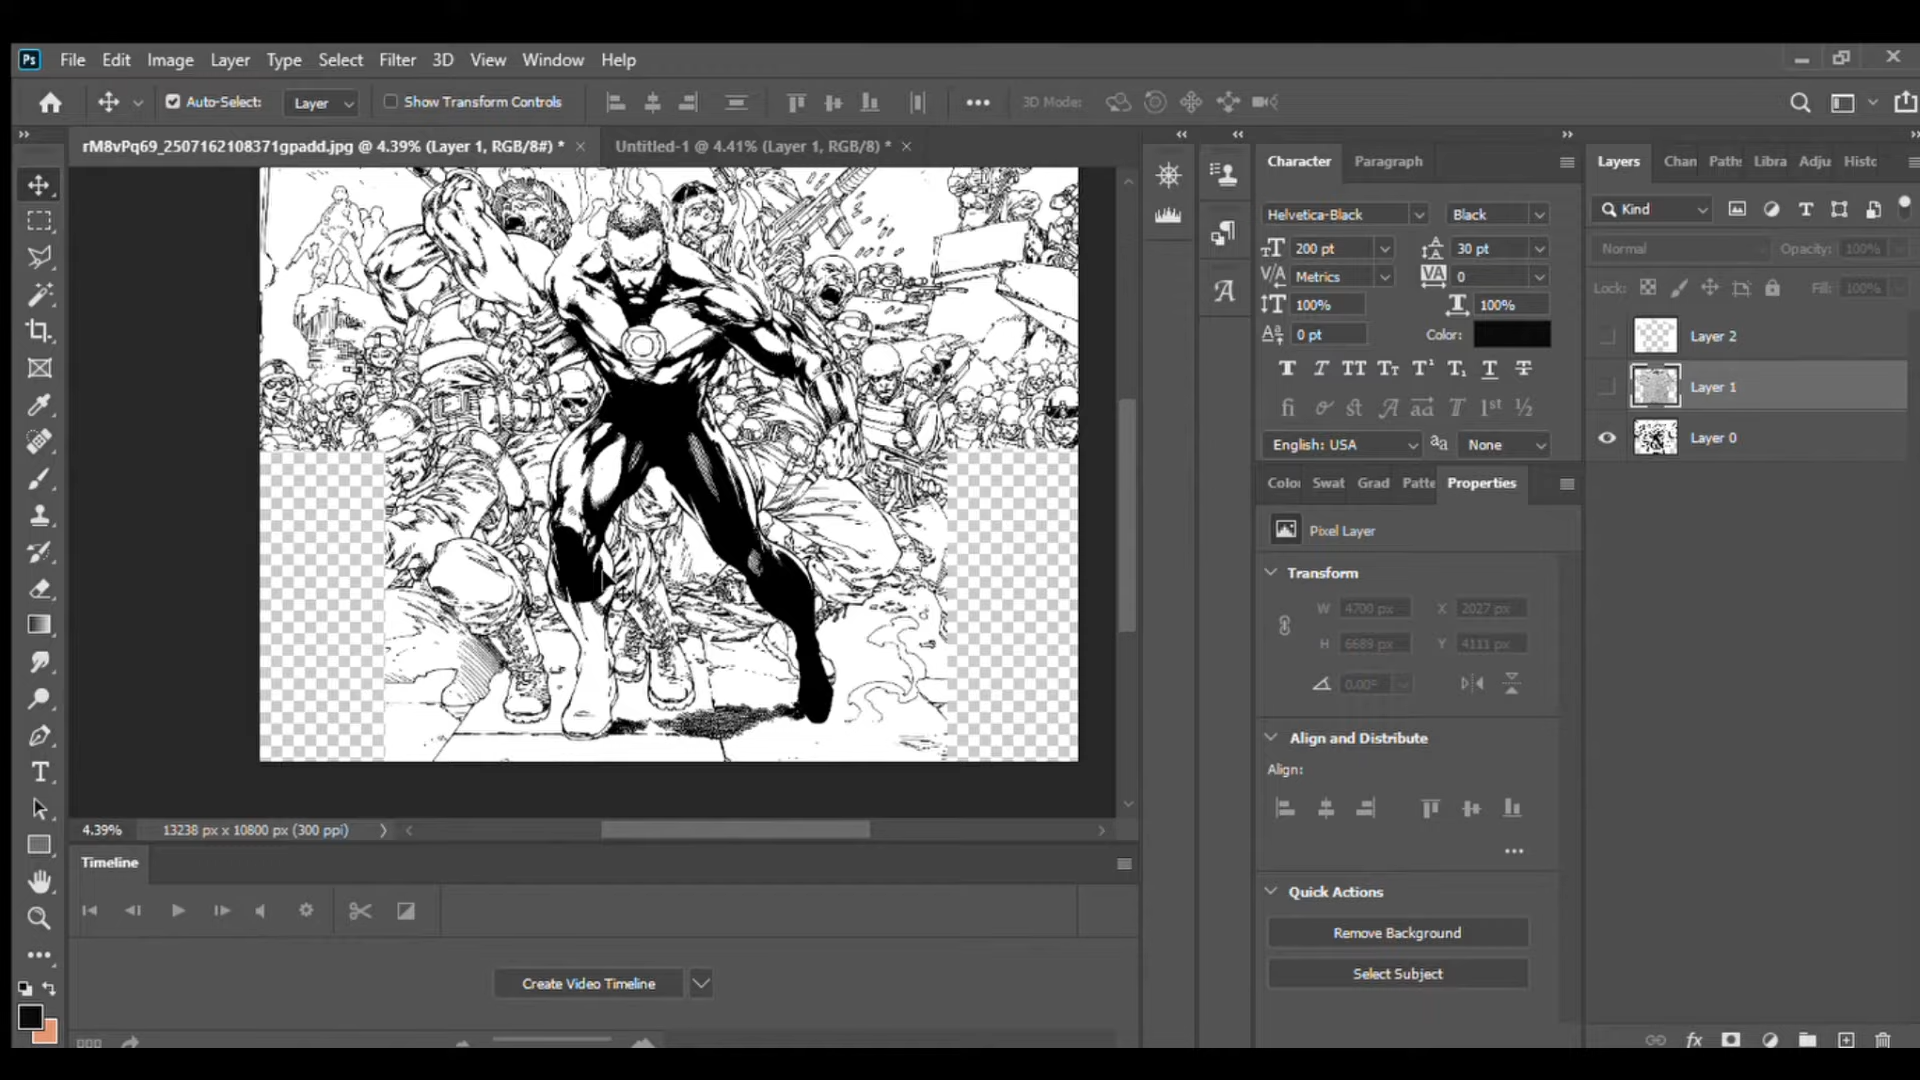 Ps File Edit Image Layer Type Select Filter 3D View Window Help
Auto-Select: Layer Show Transform Controls 3D Mode:
rM8vPq69_2507162108371gpadd.jpg @ 4.39% (Layer 1, RGB/8#) * Untitled-1 @ 4.41% (Layer 1, RGB/8) *
Character Paragraph
Helvetica-Black Black
200 pt 30 pt
Metrics 0
100% 100%
0 pt Color:
English: USA aa None
Color Swat Grad Patte Properties
Pixel Layer
Transform
W 4700 px X 2027 px
H 6689 px Y 4111 px
0.00°
Align and Distribute
Align:
Quick Actions
Remove Background
Select Subject
Layers Chan Paths Libra Adju Histo
Kind
Normal Opacity: 100%
Lock: Fill: 100%
Layer 2
Layer 1
Layer 0
4.39% 13238 px x 10800 px (300 ppi)
Timeline
Create Video Timeline
fx